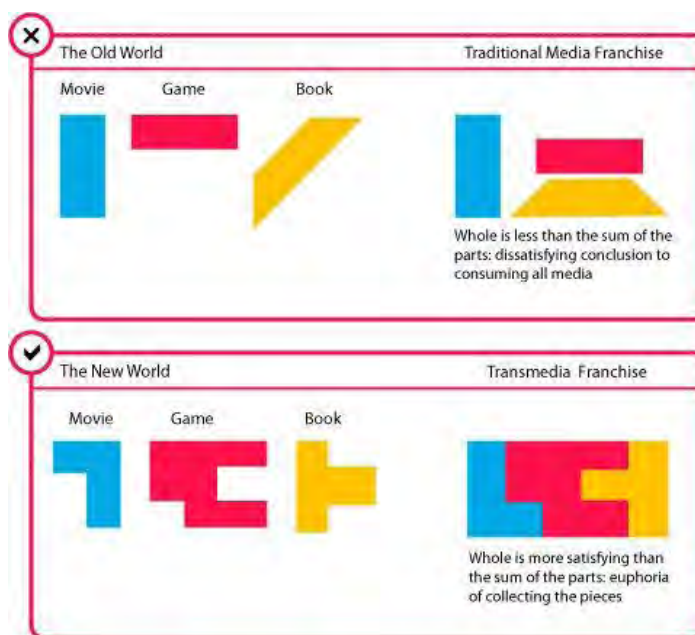 The Old World
Traditional Media Franchise
Movie
Game
Book
Whole is less than the sum of the
parts: dissatisfying conclusion to
consuming all media
The New World
Transmedia Franchise
Movie
Game
Book
Whole is more satisfying than
the sum of the parts: euphoria
of collecting the pieces